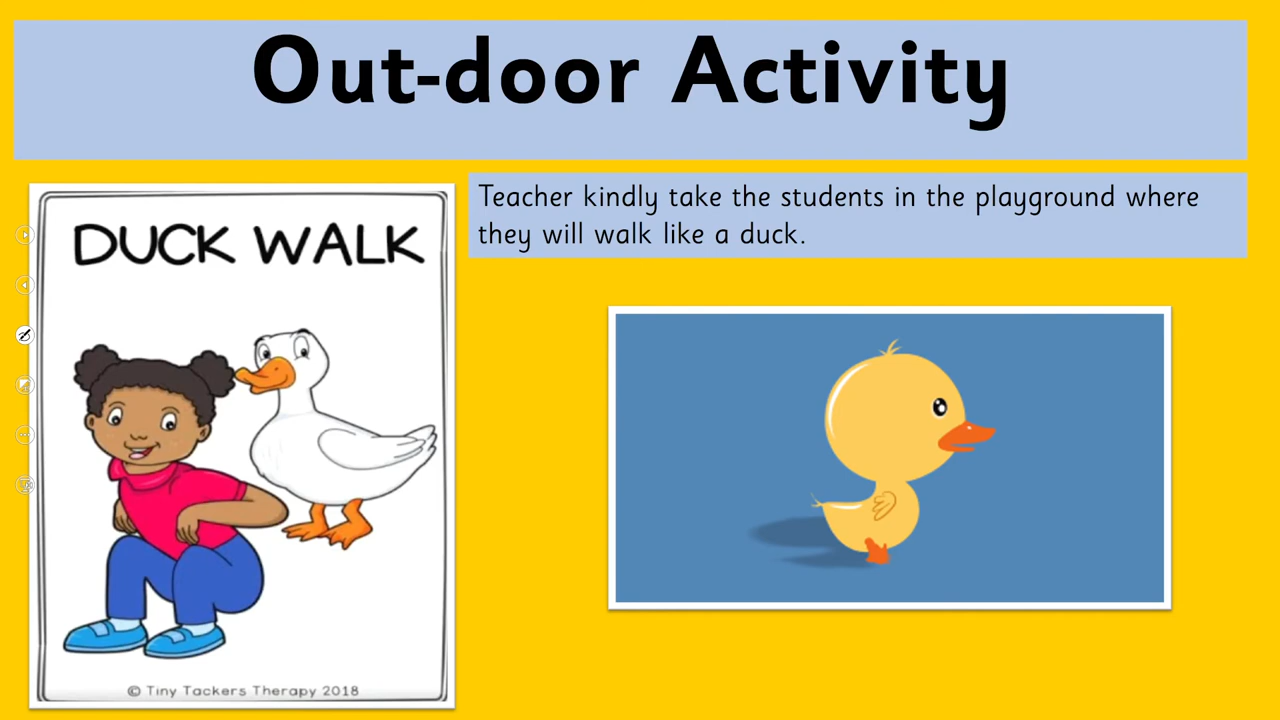 Out-door Activity
DUCK WALK
Teacher kindly take the students in the playground where
they will walk like a duck.
© Tiny Tackers Therapy 2018